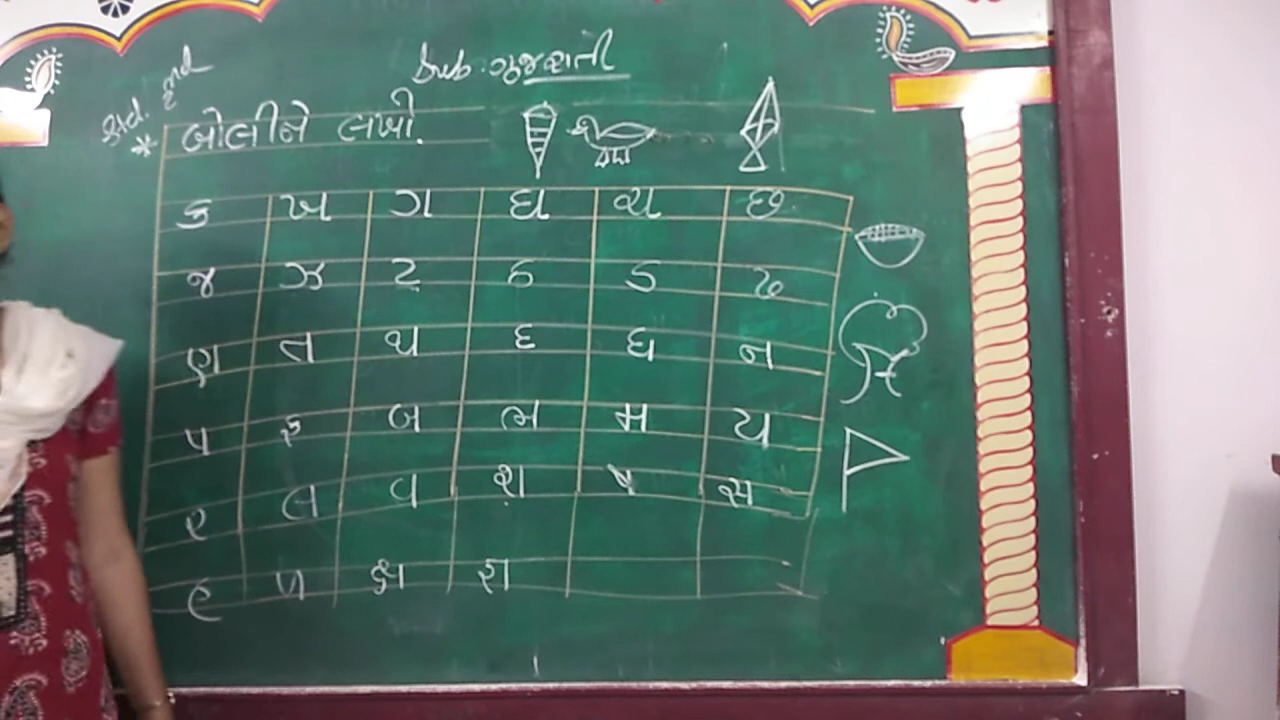 Sub. ગુજરાતી
Std. 2nd
* બોલીને લખો.
ક ખ ગ ઘ ચ છ
જ ઝ ટ ઠ ડ ઢ
ણ ત થ દ ધ ન
પ ફ બ ભ મ ય
ર લ વ શ ષ સ
હ ળ ક્ષ જ્ઞ